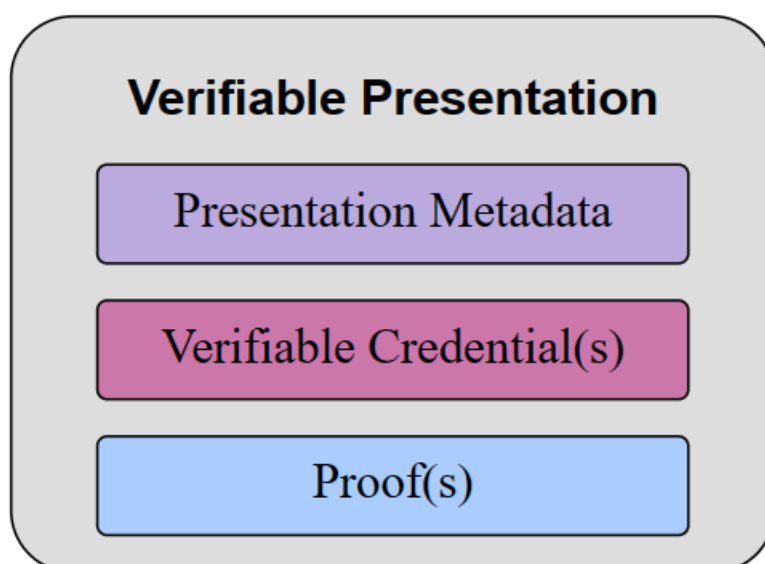 Verifiable Presentation
Presentation Metadata
Verifiable Credential(s)
Proof(s)